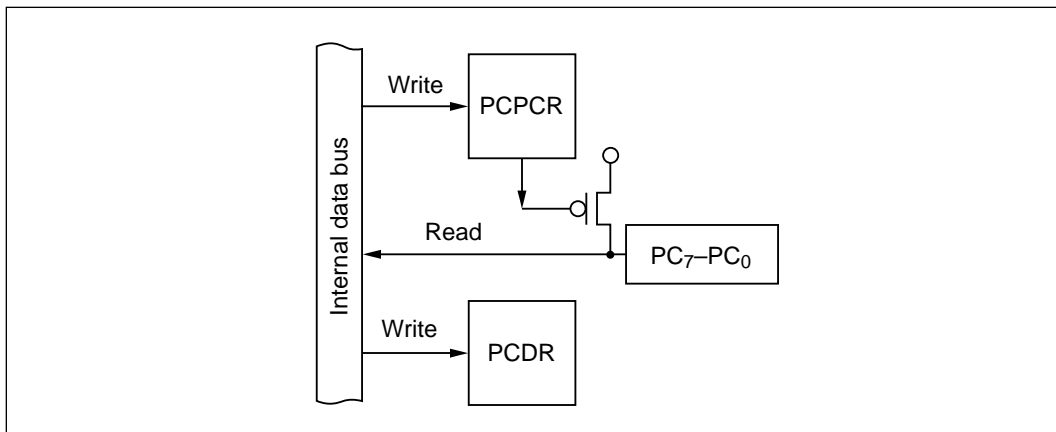 Write
PCPCR
Internal data bus
Read
PC₇–PC₀
Write
PCDR